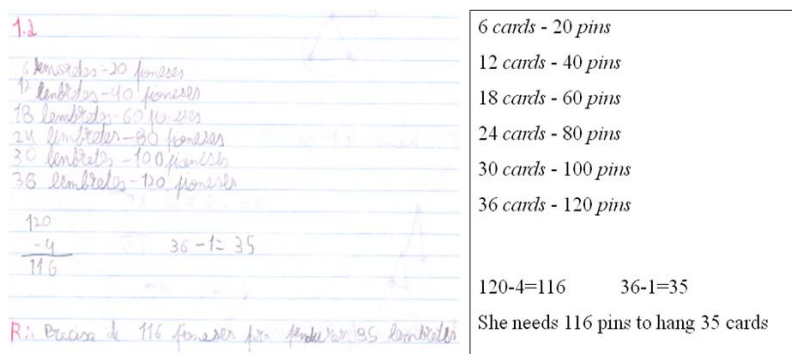 1.2
6 lembretes - 20 pioneses
12 lenbretes - 40 pioneses
18 lembretes - 60 pioneses
24 lembretes - 80 pioneses
30 lenbretes - 100 pioneses
36 lembretes - 120 pioneses
120
-4
116
36 - 1 = 35
R: Precisa de 116 pioneses pra pendurar 35 lembretes
6 cards - 20 pins
12 cards - 40 pins
18 cards - 60 pins
24 cards - 80 pins
30 cards - 100 pins
36 cards - 120 pins
120-4=116 36-1=35
She needs 116 pins to hang 35 cards